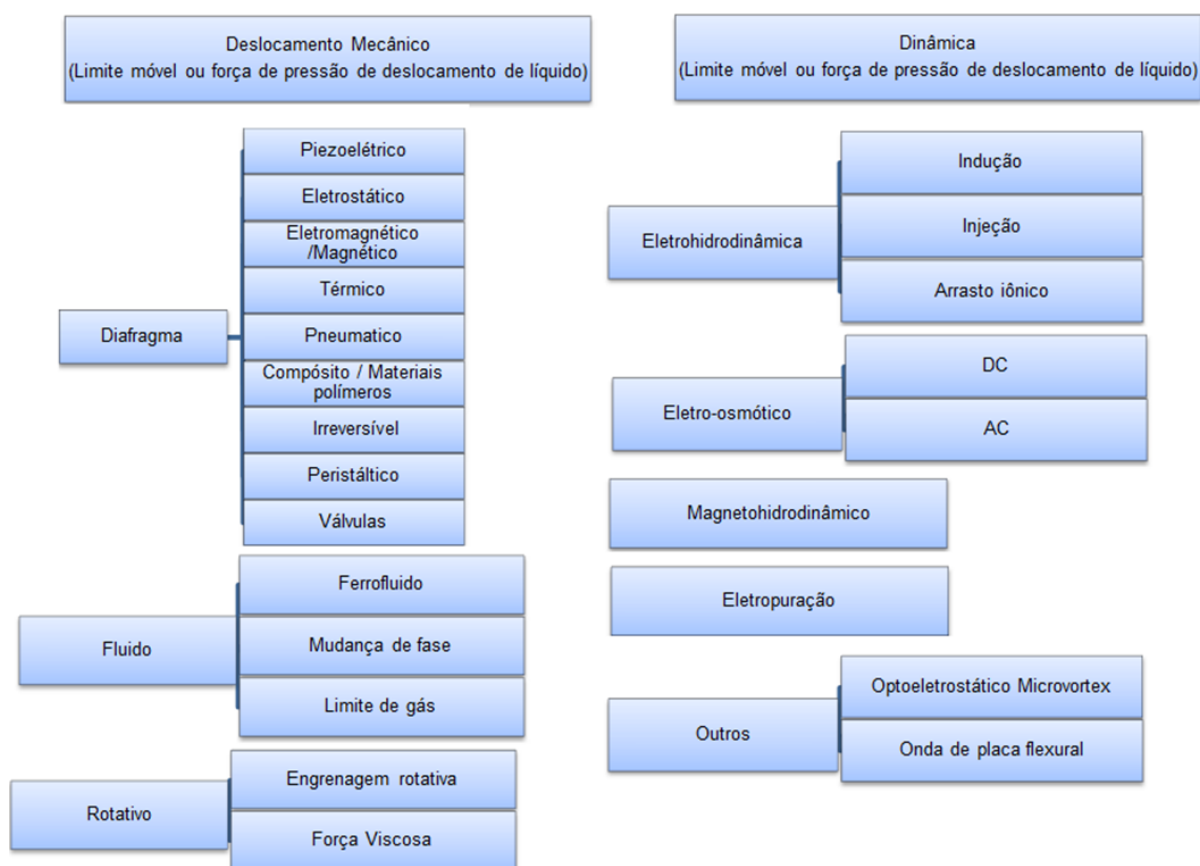 Deslocamento Mecânico
(Limite móvel ou força de pressão de deslocamento de líquido)
Diafragma
Piezoelétrico
Eletrostático
Eletromagnético
/Magnético
Térmico
Pneumatico
Compósito / Materiais
polímeros
Irreversível
Peristáltico
Válvulas
Fluido
Ferrofluido
Mudança de fase
Limite de gás
Rotativo
Engrenagem rotativa
Força Viscosa
Dinâmica
(Limite móvel ou força de pressão de deslocamento de líquido)
Eletrohidrodinâmica
Indução
Injeção
Arrasto iônico
Eletro-osmótico
DC
AC
Magnetohidrodinâmico
Eletropuração
Outros
Optoeletrostático Microvortex
Onda de placa flexural